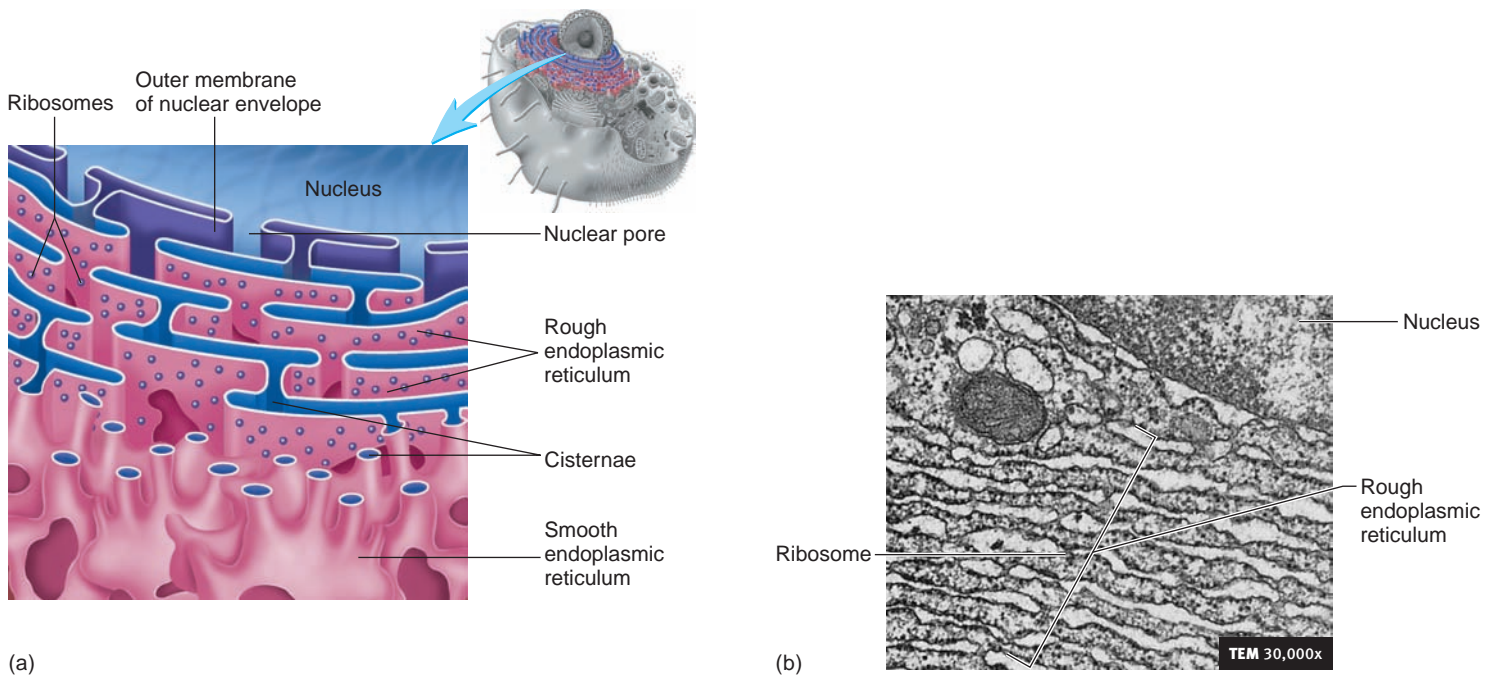 Ribosomes
Outer membrane
of nuclear envelope
Nucleus
Nuclear pore
Rough
endoplasmic
reticulum
Cisternae
Smooth
endoplasmic
reticulum
(a)
Nucleus
Rough
endoplasmic
reticulum
Ribosome
TEM 30,000x
(b)